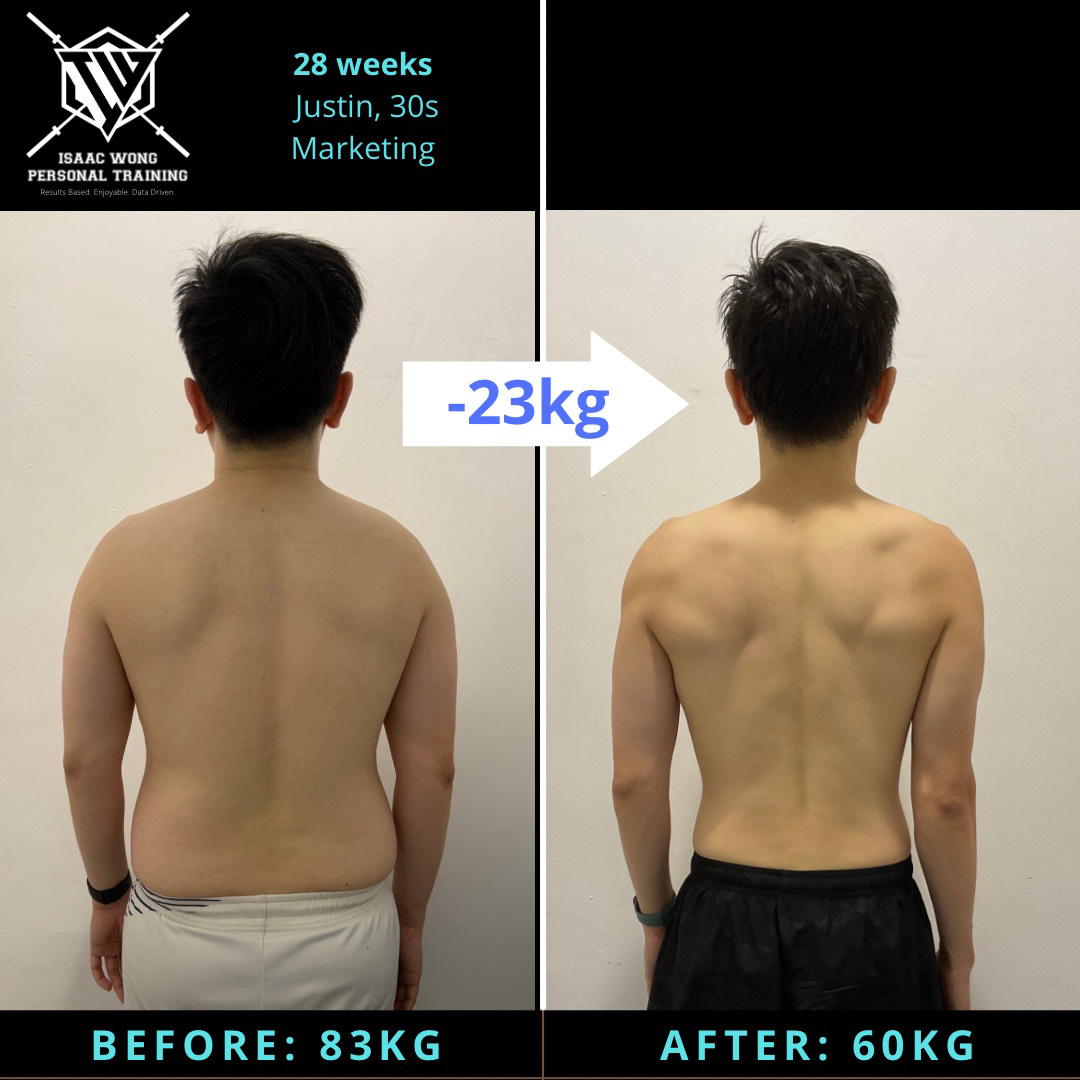 ISAAC WONG
PERSONAL TRAINING
Results Based. Enjoyable. Data Driven.
28 weeks
Justin, 30s
Marketing
-23kg
BEFORE: 83KG
AFTER: 60KG